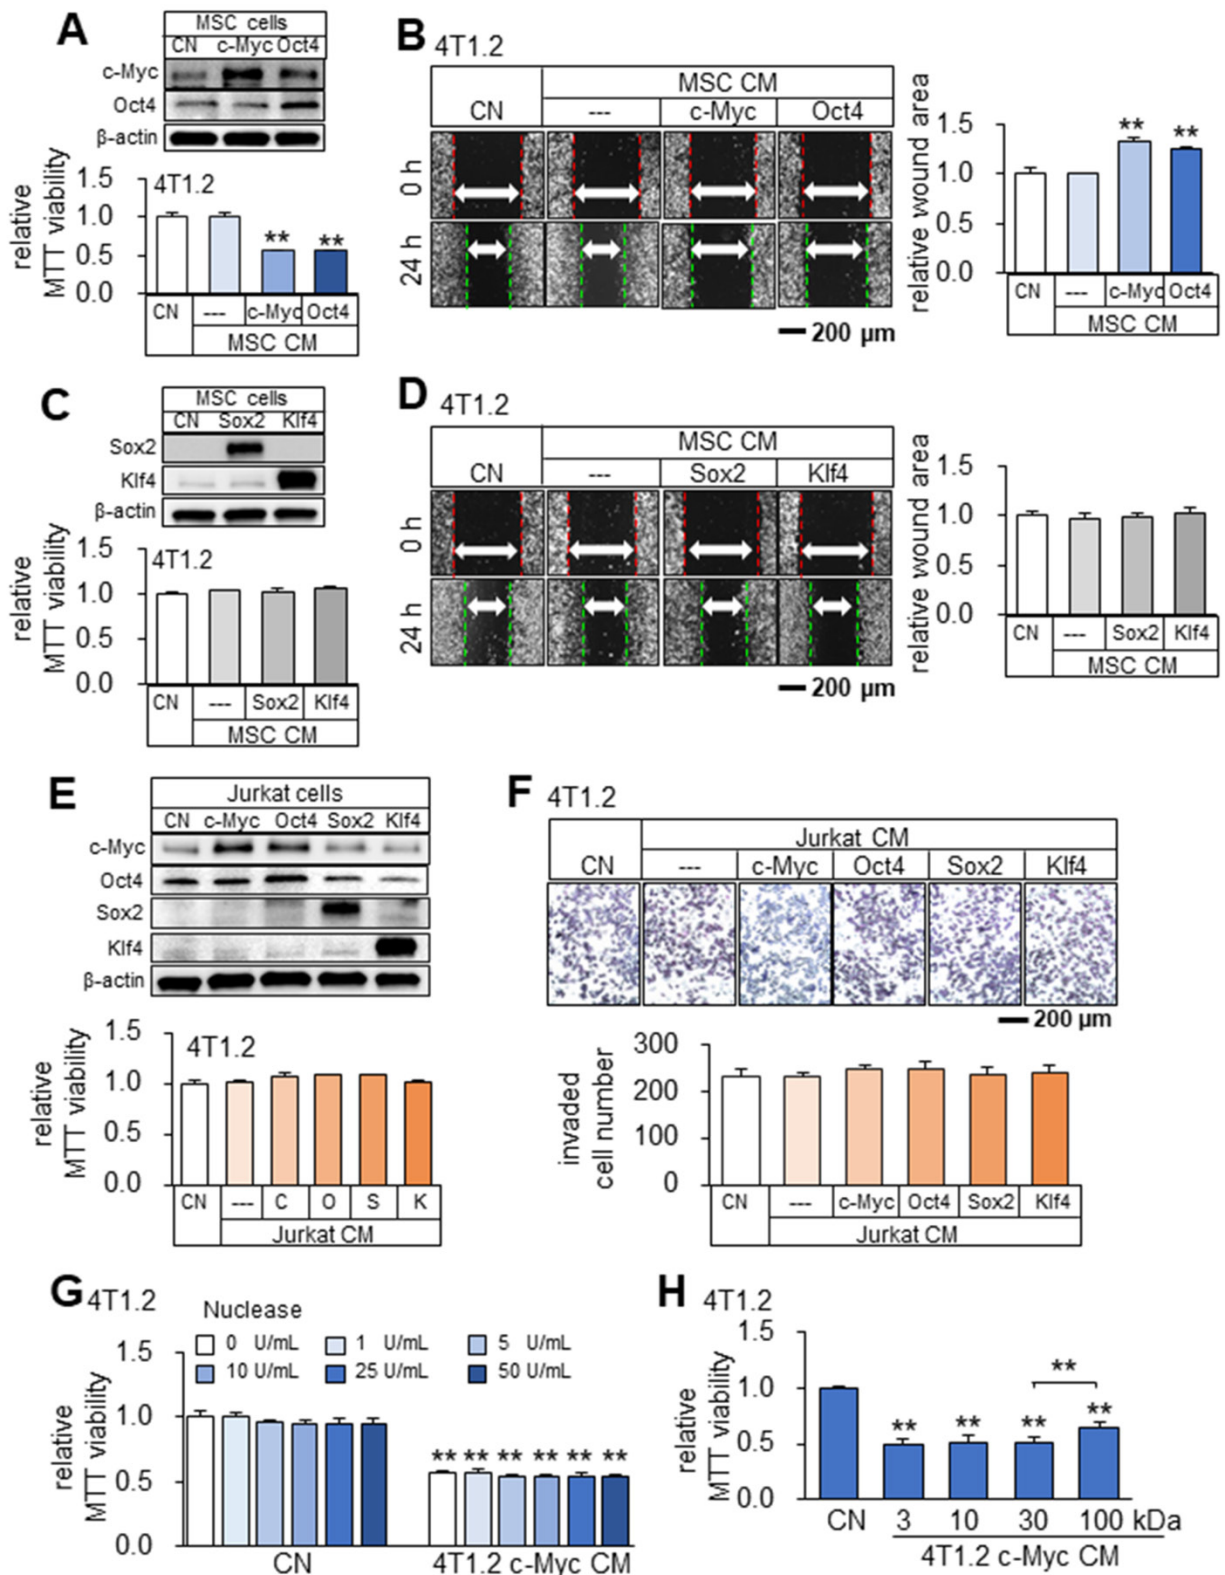 A
MSC cells
CN c-Myc Oct4
c-Myc
Oct4
β-actin
relative
MTT viability
1.5
1.0
0.5
0.0
4T1.2
**
**
CN
---
c-Myc
Oct4
MSC CM
B
4T1.2
CN
MSC CM
---
c-Myc
Oct4
0 h
24 h
200 µm
relative wound area
1.5
1.0
0.5
0.0
**
**
CN
---
c-Myc
Oct4
MSC CM
C
MSC cells
CN Sox2 Klf4
Sox2
Klf4
β-actin
relative
MTT viability
1.5
1.0
0.5
0.0
4T1.2
CN
---
Sox2
Klf4
MSC CM
D
4T1.2
CN
MSC CM
---
Sox2
Klf4
0 h
24 h
200 µm
relative wound area
1.5
1.0
0.5
0.0
CN
---
Sox2
Klf4
MSC CM
E
Jurkat cells
CN c-Myc Oct4 Sox2 Klf4
c-Myc
Oct4
Sox2
Klf4
β-actin
relative
MTT viability
1.5
1.0
0.5
0.0
4T1.2
CN
---
C
O
S
K
Jurkat CM
F
4T1.2
CN
Jurkat CM
---
c-Myc
Oct4
Sox2
Klf4
200 µm
invaded
cell number
300
200
100
0
CN
---
c-Myc
Oct4
Sox2
Klf4
Jurkat CM
G
4T1.2
Nuclease
0 U/mL
1 U/mL
5 U/mL
10 U/mL
25 U/mL
50 U/mL
relative
MTT viability
1.5
1.0
0.5
0.0
** ** ** ** ** **
CN
4T1.2 c-Myc CM
H
4T1.2
relative
MTT viability
1.5
1.0
0.5
0.0
**
** ** ** **
CN
3 10 30 100 kDa
4T1.2 c-Myc CM